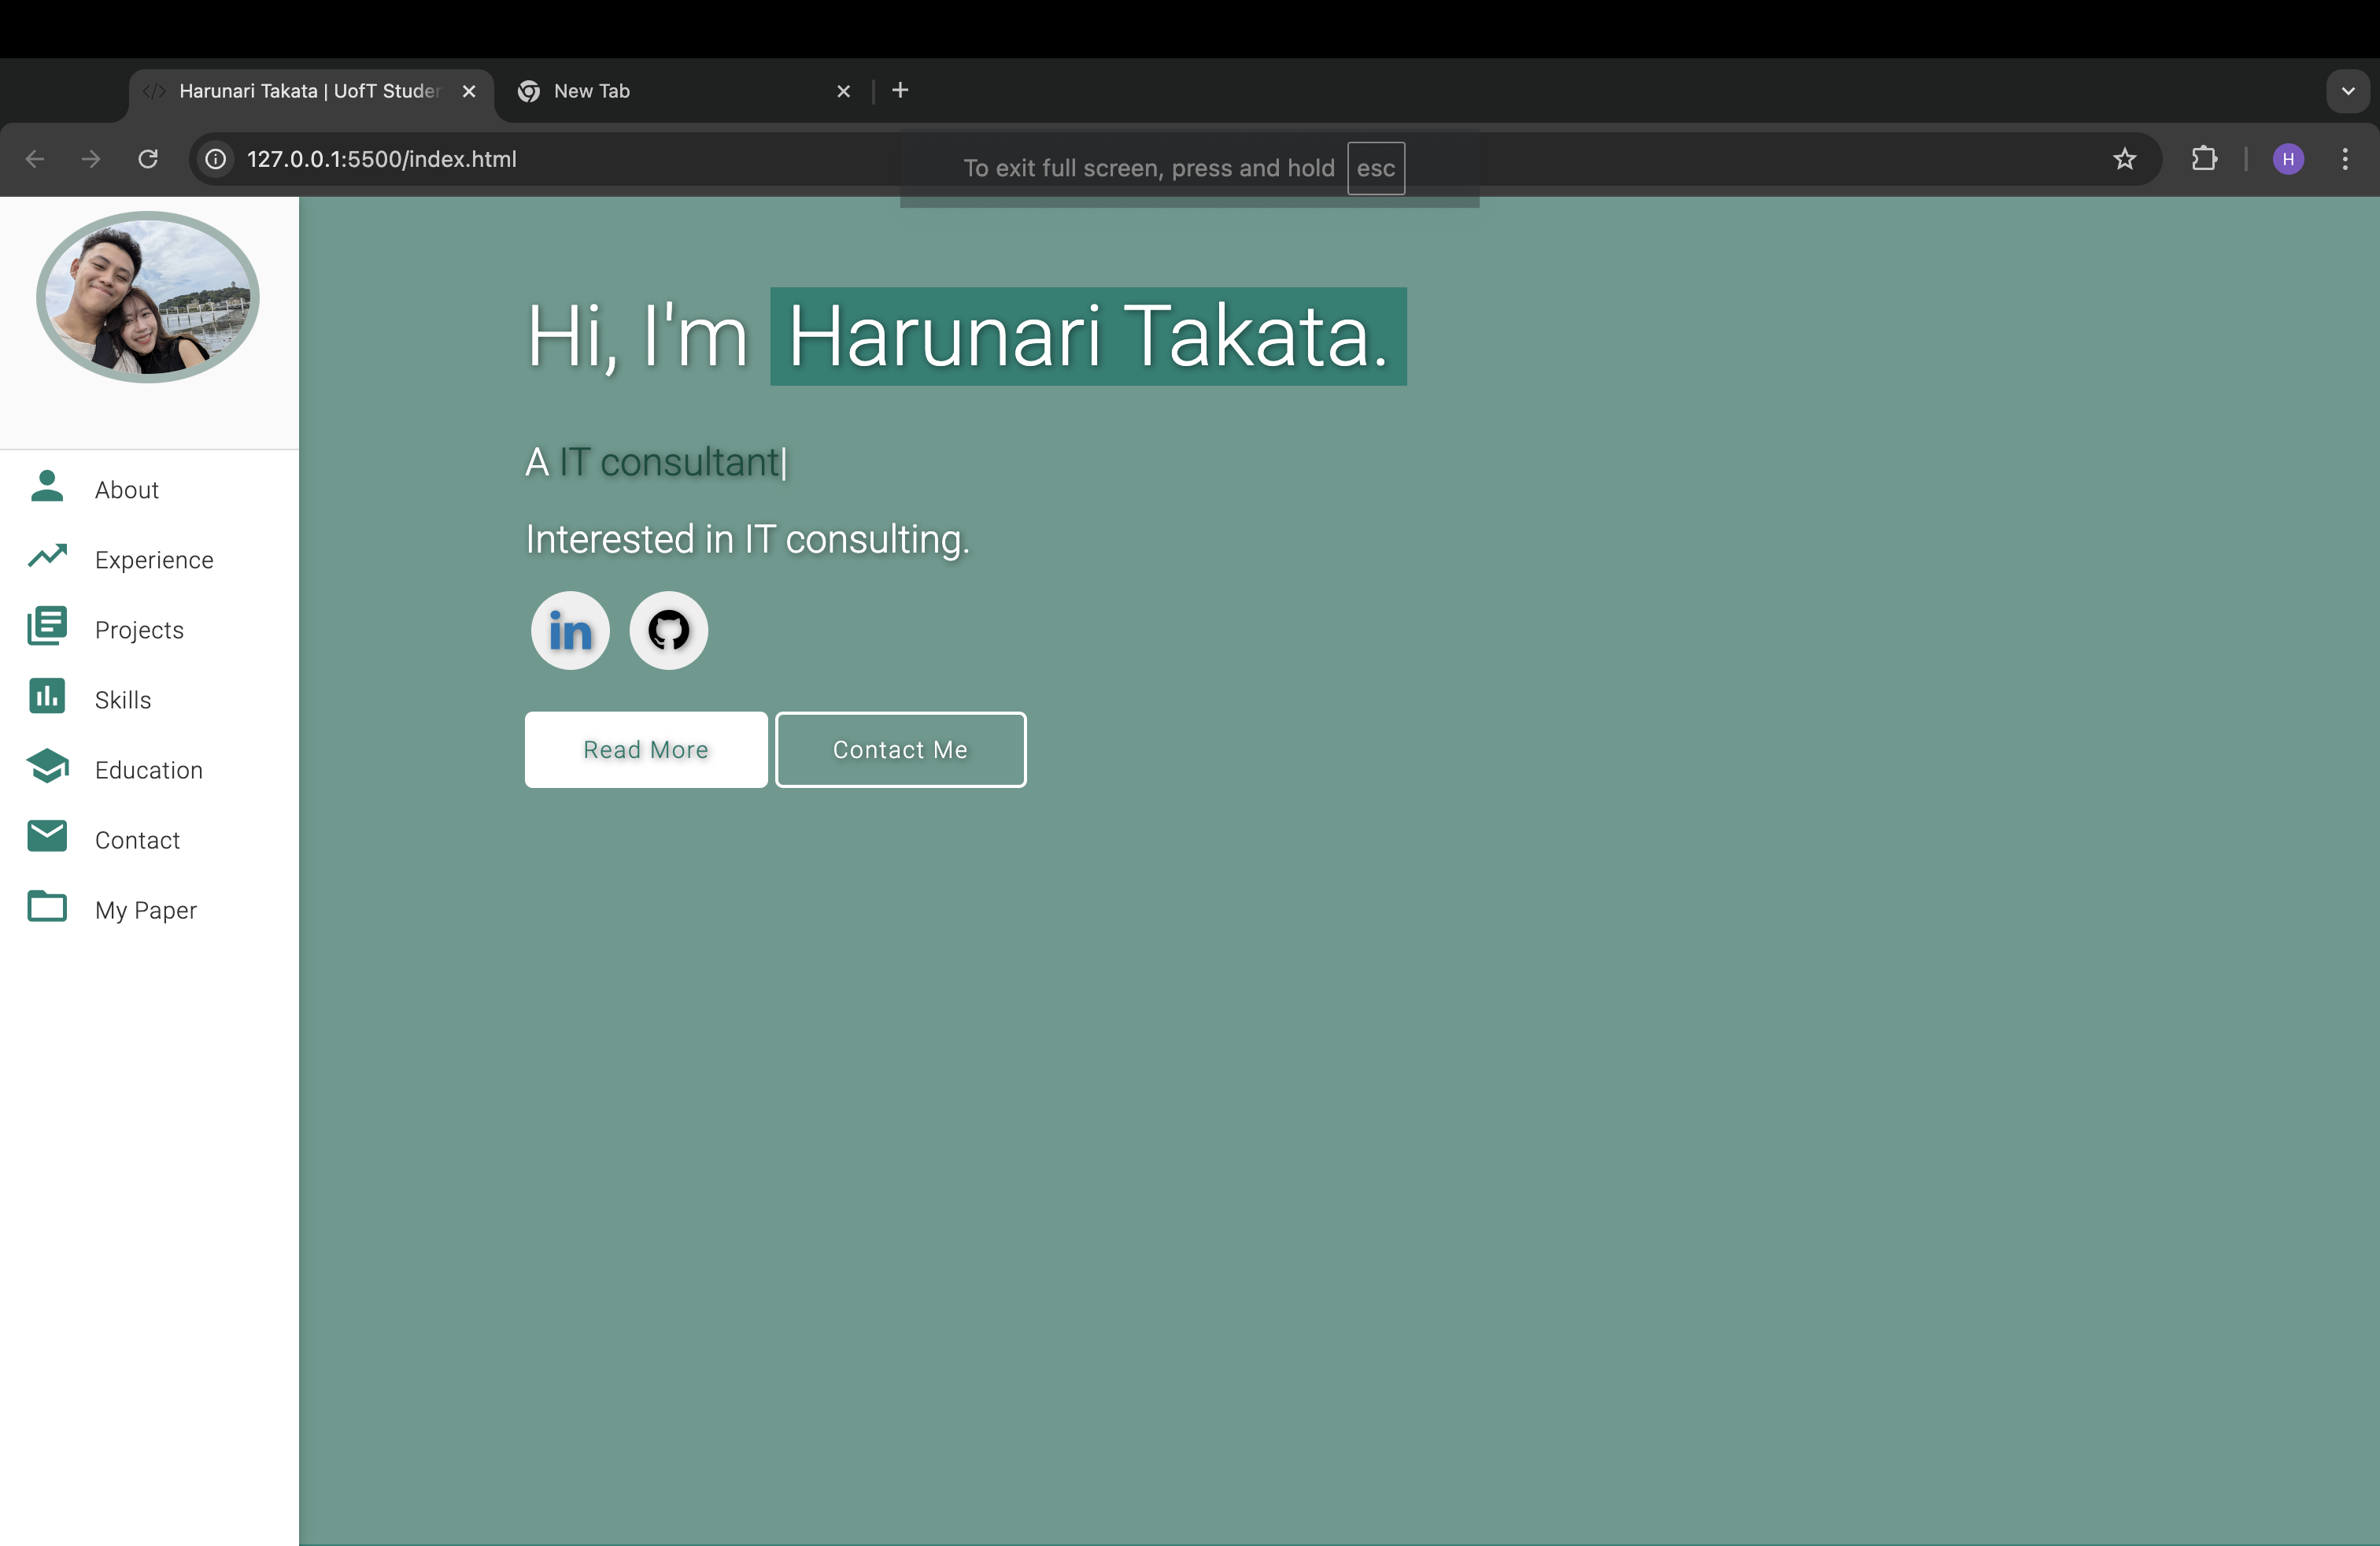 Harunari Takata | UofT Studen
New Tab
127.0.0.1:5500/index.html
To exit full screen, press and hold esc
H
Hi, I'm Harunari Takata.
A IT consultant|
Interested in IT consulting.
in
Read More
Contact Me
About
Experience
Projects
Skills
Education
Contact
My Paper